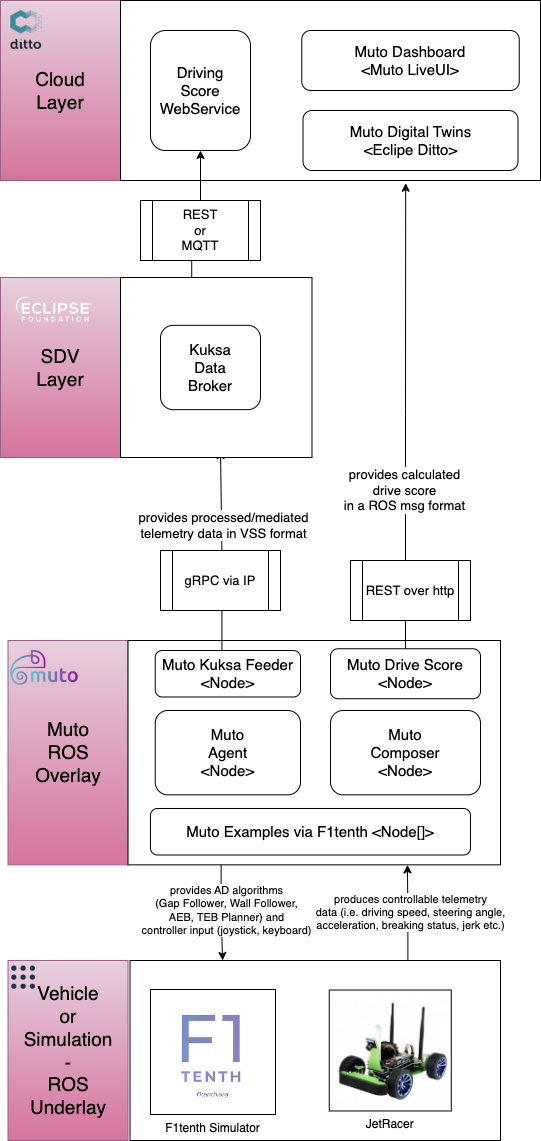 ditto
Cloud
Layer
Driving
Score
WebService
Muto Dashboard
<Muto LiveUI>
Muto Digital Twins
<Eclipe Ditto>
REST
or
MQTT
ECLIPSE
FOUNDATION
SDV
Layer
Kuksa
Data
Broker
provides processed/mediated
telemetry data in VSS format
provides calculated
drive score
in a ROS msg format
gRPC via IP
REST over http
muto
Muto
ROS
Overlay
Muto Kuksa Feeder
<Node>
Muto Drive Score
<Node>
Muto
Agent
<Node>
Muto
Composer
<Node>
Muto Examples via F1tenth <Node[]>
provides AD algorithms
(Gap Follower, Wall Follower,
AEB, TEB Planner) and
controller input (joystick, keyboard)
produces controllable telemetry
data (i.e. driving speed, steering angle,
acceleration, breaking status, jerk etc.)
Vehicle
or
Simulation
-
ROS
Underlay
F1
TENTH
f1tenth.org
F1tenth Simulator
JetRacer